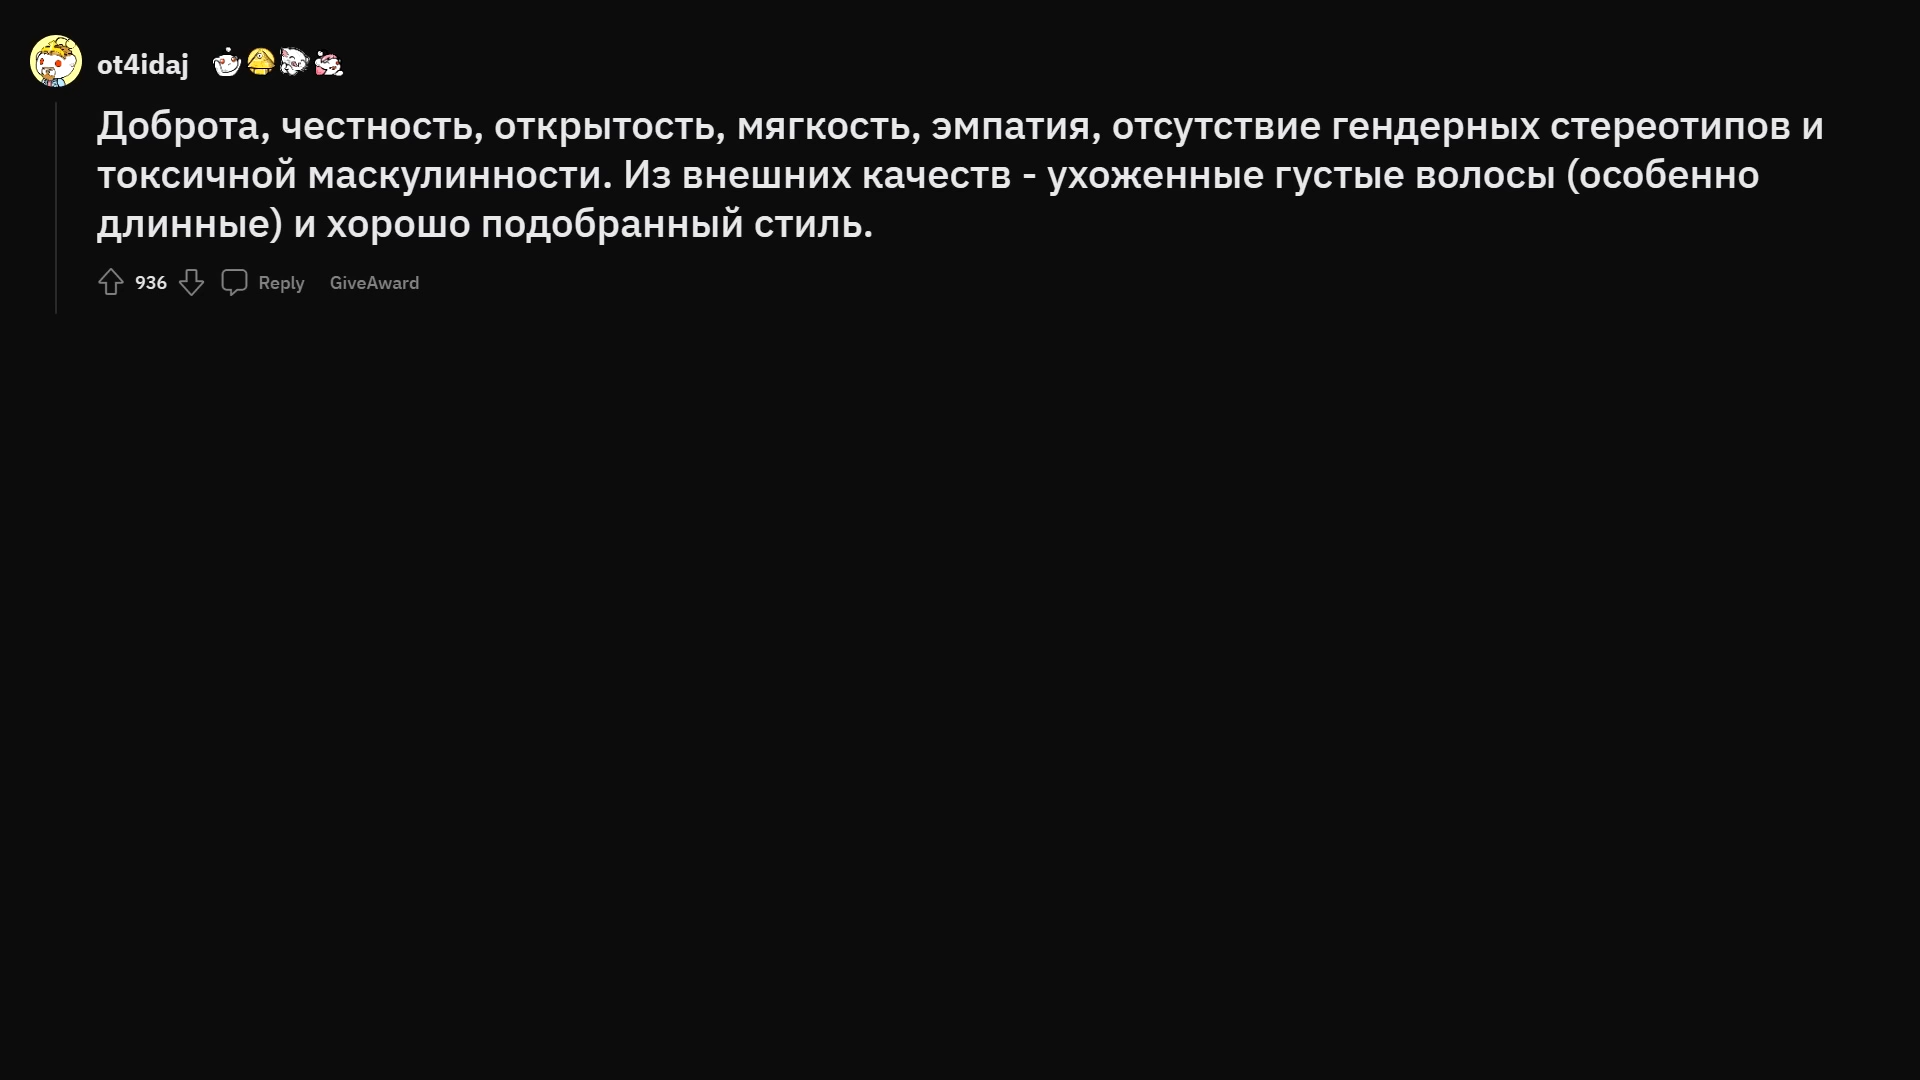 ot4idaj
Доброта, честность, открытость, мягкость, эмпатия, отсутствие гендерных стереотипов и
токсичной маскулинности. Из внешних качеств - ухоженные густые волосы (особенно
длинные) и хорошо подобранный стиль.
936 Reply GiveAward